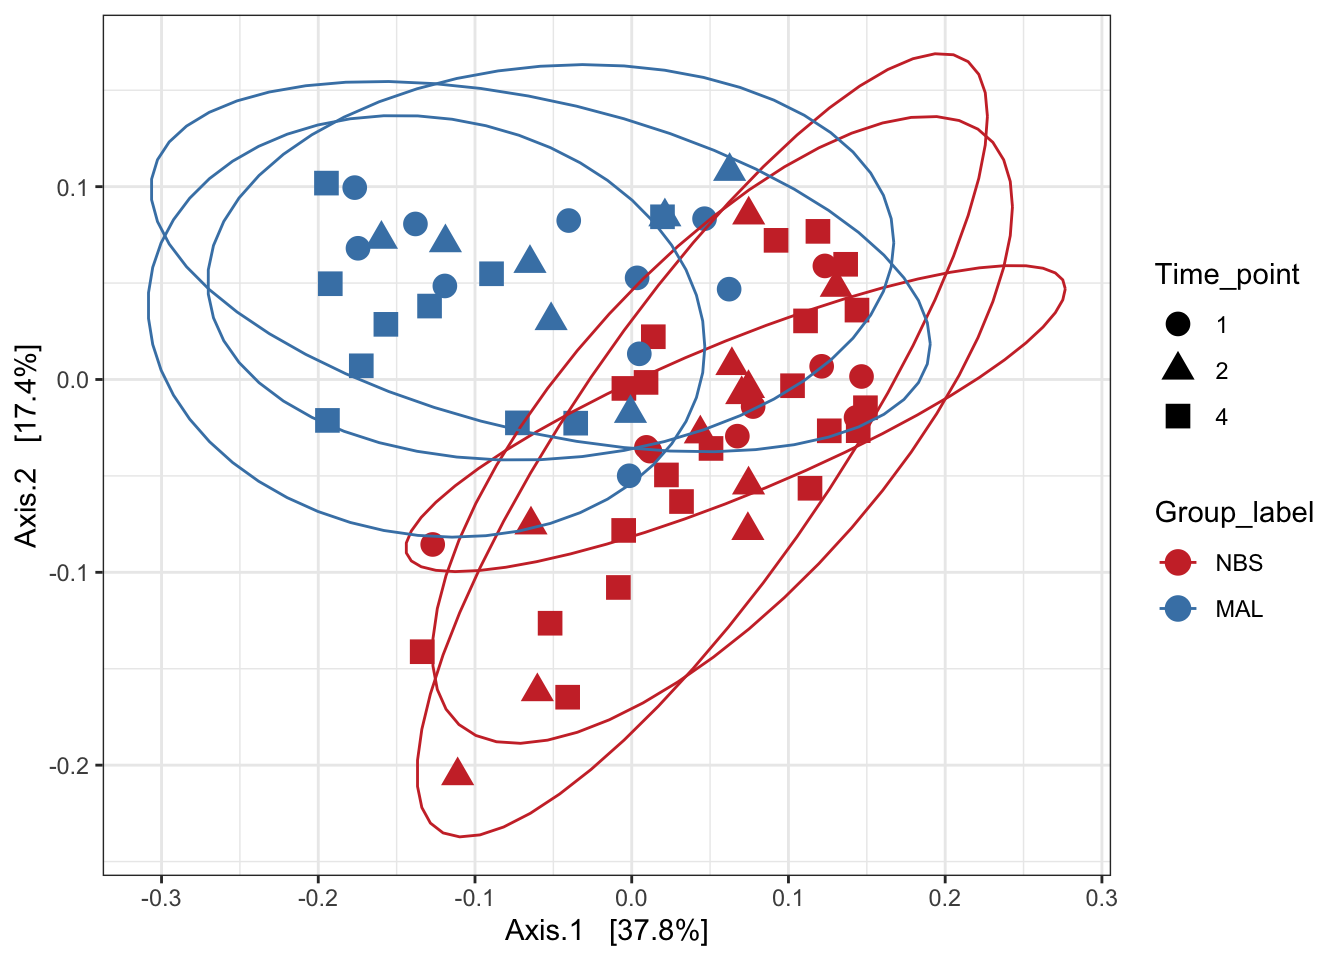 0.1
0.0
-0.1
-0.2
Axis.2 [17.4%]
-0.3 -0.2 -0.1 0.0 0.1 0.2 0.3
Axis.1 [37.8%]
Time_point
1
2
4
Group_label
NBS
MAL